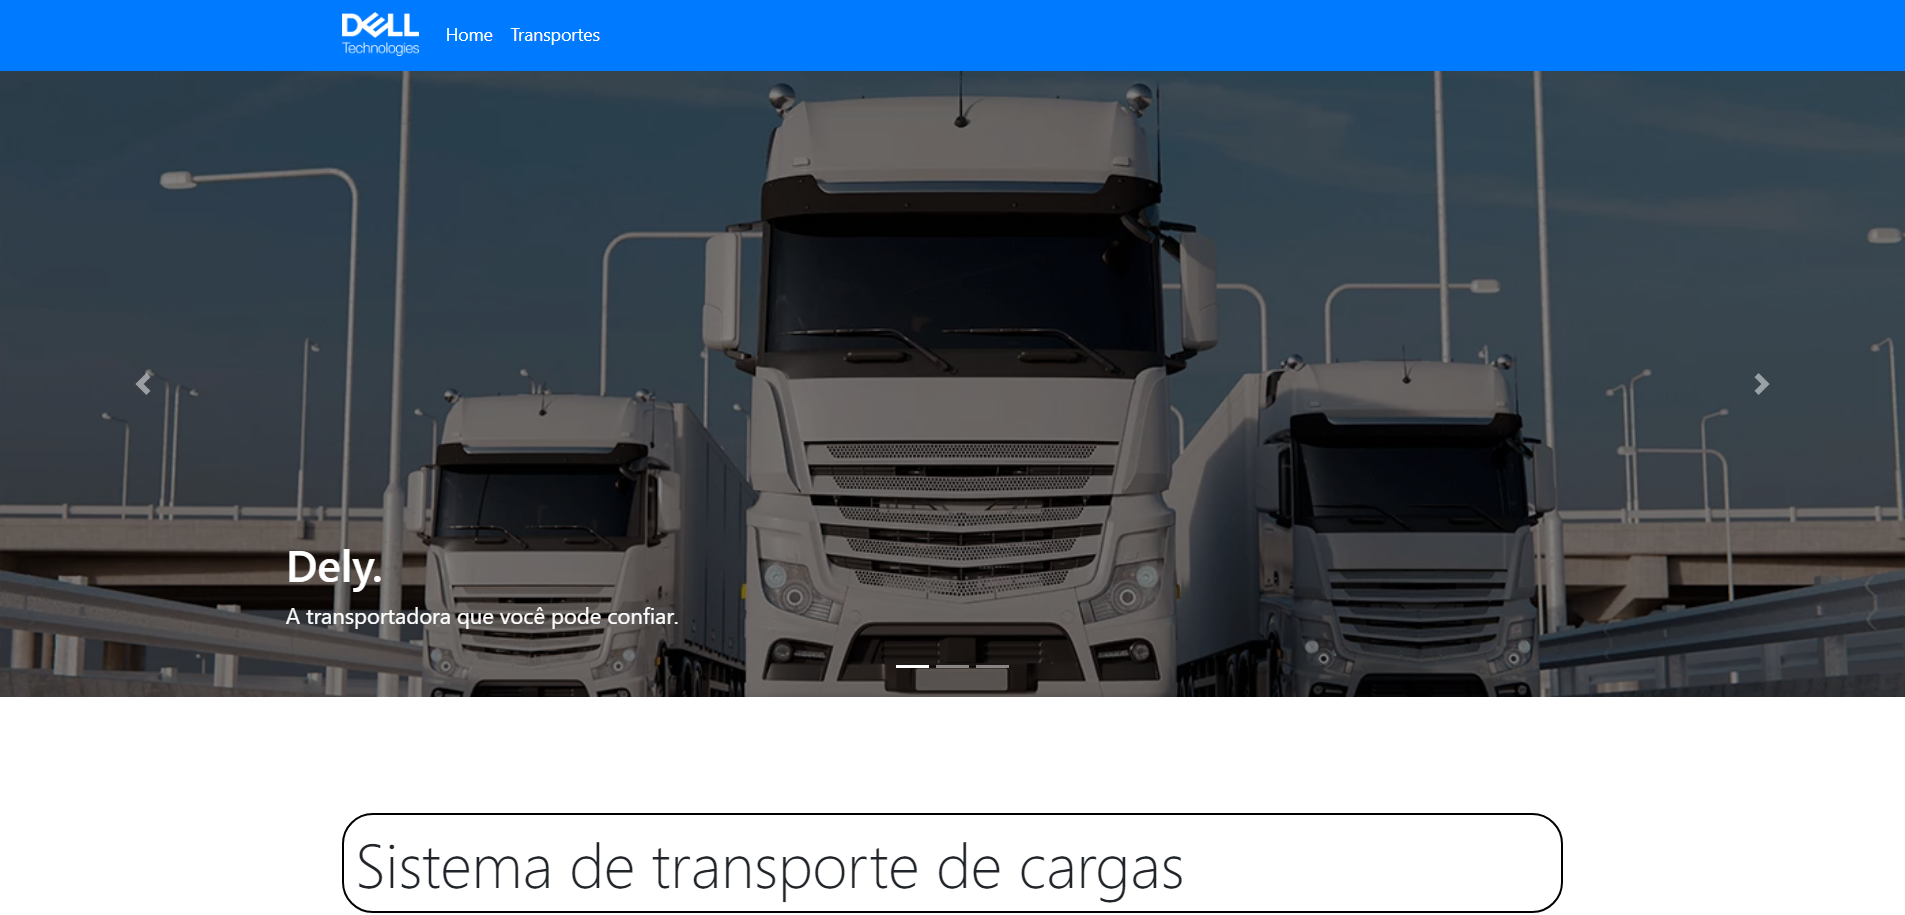 DELL
Technologies
Home Transportes
Dely.
A transportadora que você pode confiar.
Sistema de transporte de cargas